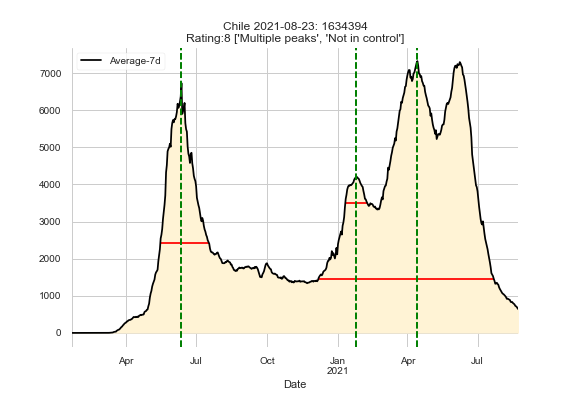 Chile 2021-08-23: 1634394
Rating:8 ['Multiple peaks', 'Not in control']
Average-7d
7000
6000
5000
4000
3000
2000
1000
0
Apr Jul Oct Jan Apr Jul
2021
Date